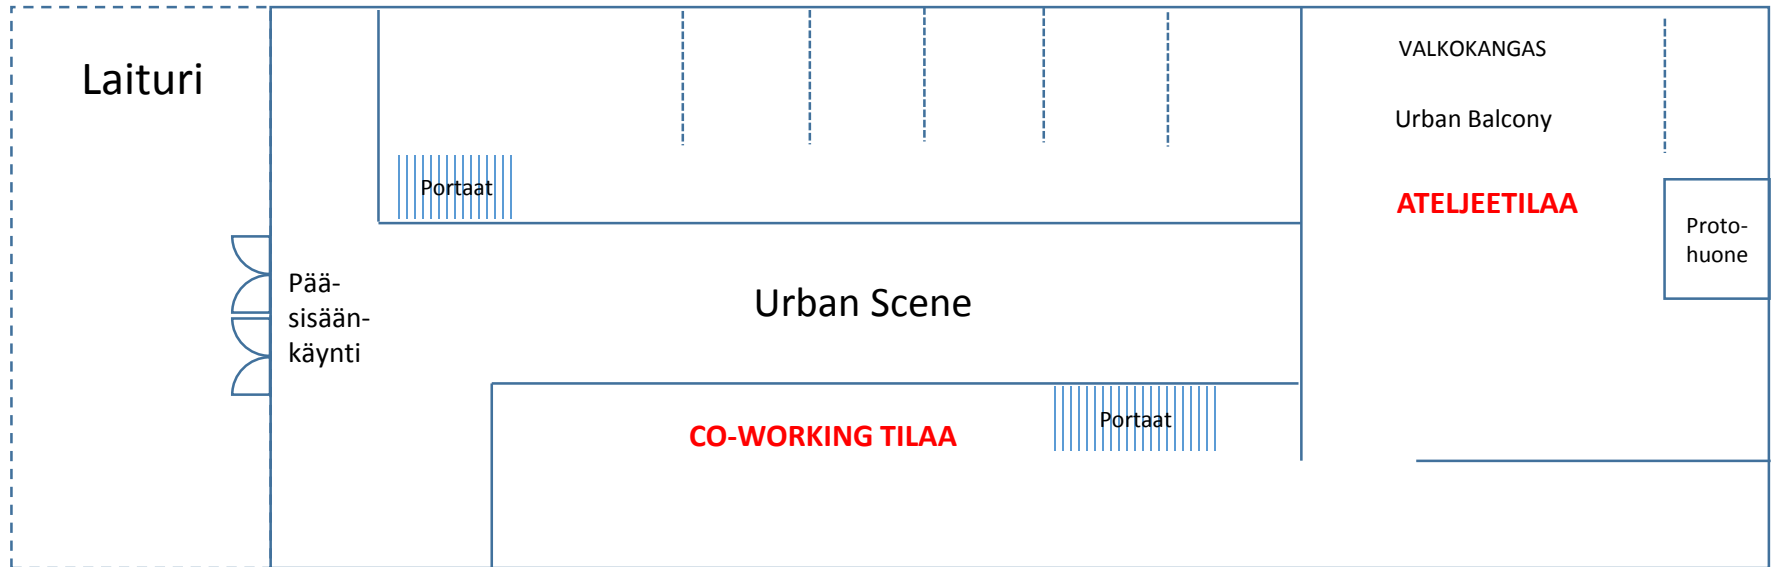 Laituri
VALKOKANGAS
Urban Balcony
Portaat
ATELJEETILAA
Proto-
huone
Pää-
sisään-
käynti
Urban Scene
Portaat
CO-WORKING TILAA